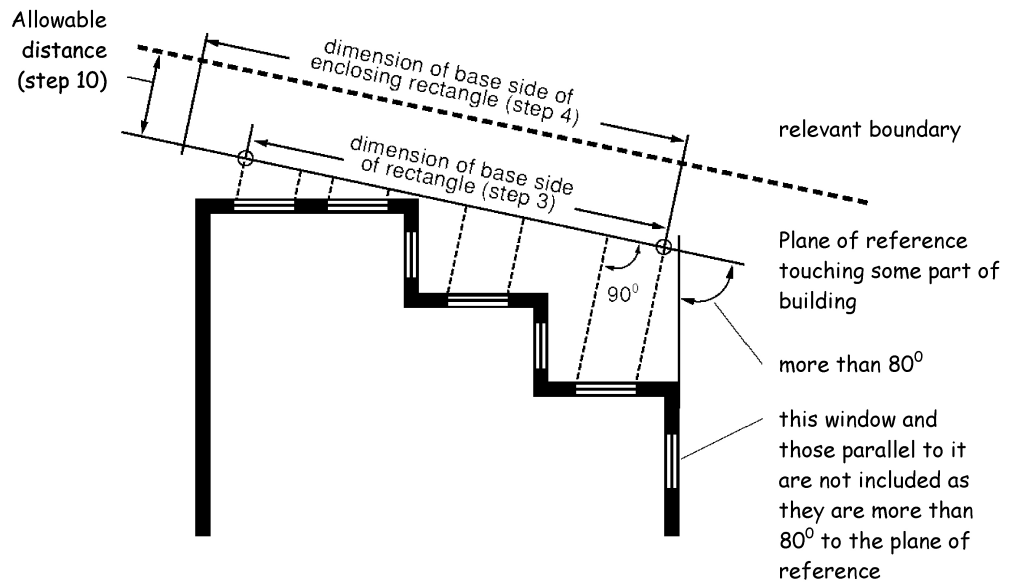 Allowable
distance
(step 10)
dimension of base side of
enclosing rectangle (step 4)
relevant boundary
dimension of base side
of rectangle (step 3)
Plane of reference
touching some part of
building
90⁰
more than 80⁰
this window and
those parallel to it
are not included as
they are more than
80⁰ to the plane of
reference